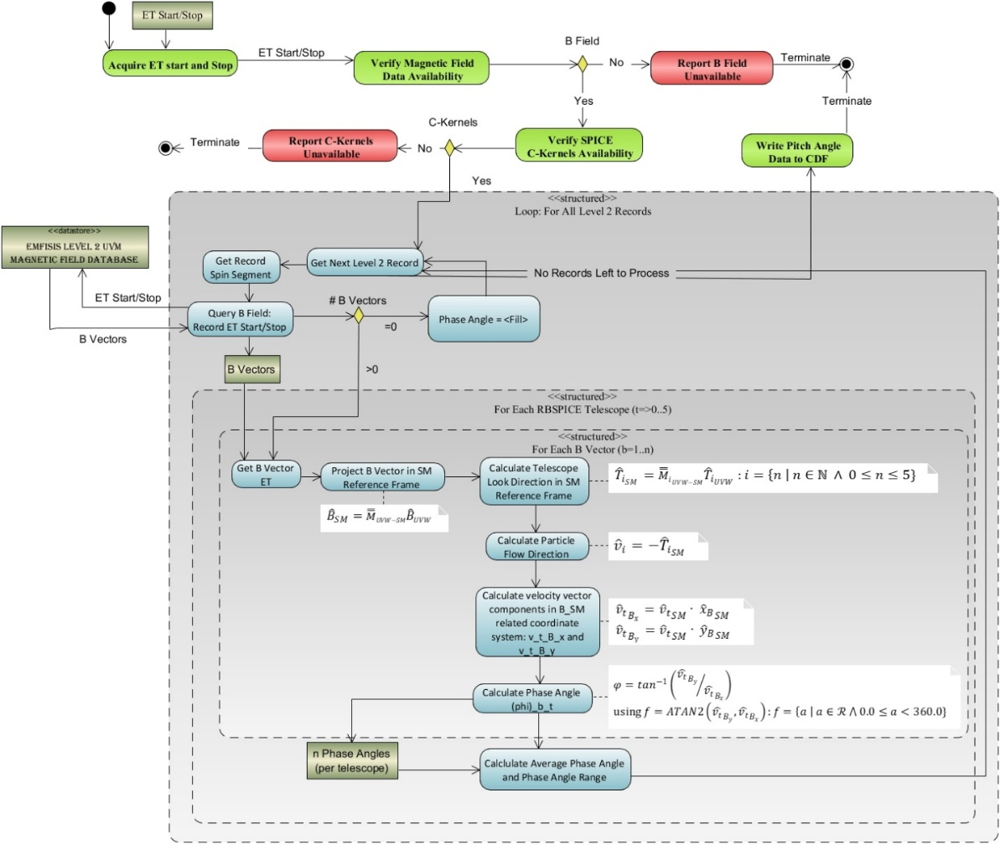 ET Start/Stop
Acquire ET start and Stop
ET Start/Stop
Verify Magnetic Field
Data Availability
B Field
No
Report B Field
Unavailable
Terminate
Yes
Terminate
C-Kernels
Terminate
Report C-Kernels
Unavailable
No
Verify SPICE
C-Kernels Availability
Write Pitch Angle
Data to CDF
Yes
<<structured>>
Loop: For All Level 2 Records
<<datastore>>
EMFISIS LEVEL 2 UVM
MAGNETIC FIELD DATABASE
Get Record
Spin Segment
Get Next Level 2 Record
No Records Left to Process
ET Start/Stop
B Vectors
Query B Field:
Record ET Start/Stop
# B Vectors
=0
Phase Angle = <Fill>
B Vectors
>0
<<structured>>
For Each RBSPICE Telescope (t=>0..5)
<<structured>>
For Each B Vector (b=1..n)
Get B Vector
ET
Project B Vector in SM
Reference Frame
Calculate Telescope
Look Direction in SM
Reference Frame
T̂_{i_{SM}} = M̿_{i_{UVW-SM}} T̂_{i_{UVW}} : i = {n | n ∈ ℕ ∧ 0 ≤ n ≤ 5}
B̂_{SM} = M̿_{UVW-SM} B̂_{UVW}
Calculate Particle
Flow Direction
v̂_i = −T̂_{i_{SM}}
Calculate velocity vector
components in B_SM
related coordinate
system: v_t_B_x and
v_t_B_y
v̂_{t_{B_x}} = v̂_{t_{SM}} · x̂_{B_{SM}}
v̂_{t_{B_y}} = v̂_{t_{SM}} · ŷ_{B_{SM}}
Calculate Phase Angle
(phi)_b_t
φ = tan⁻¹(v̂_{t_{B_y}}/v̂_{t_{B_x}})
using f = ATAN2(v̂_{t_{B_y}}, v̂_{t_{B_x}}): f = {a | a ∈ ℛ ∧ 0.0 ≤ a < 360.0}
n Phase Angles
(per telescope)
Calclulate Average Phase Angle
and Phase Angle Range